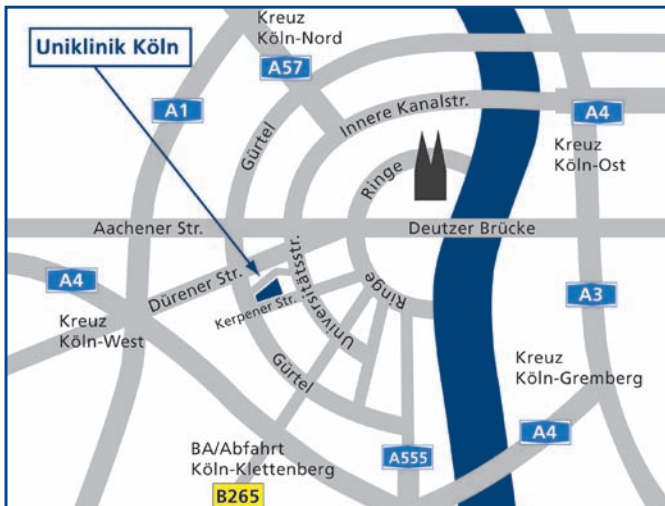 Kreuz
Köln-Nord
Uniklinik Köln
A57
A1
Innere Kanalstr.
A4
Gürtel
Kreuz
Köln-Ost
Ringe
Aachener Str.
Deutzer Brücke
Universitätsstr.
Dürener Str.
A4
Ringe
A3
Kerpener Str.
Kreuz
Köln-West
Kreuz
Köln-Gremberg
Gürtel
A4
BA/Abfahrt
Köln-Klettenberg
A555
B265